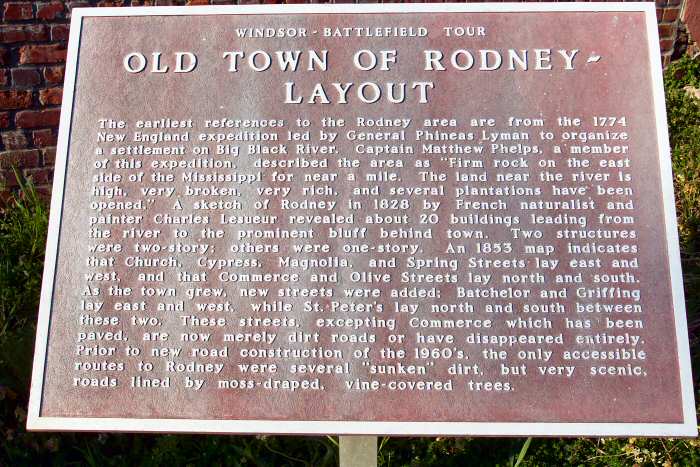 WINDSOR - BATTLEFIELD TOUR
OLD TOWN OF RODNEY-
LAYOUT
The earliest references to the Rodney area are from the 1774
New England expedition led by General Phineas Lyman to organize
a settlement on Big Black River. Captain Matthew Phelps, a member
of this expedition, described the area as "Firm rock on the east
side of the Mississippi for near a mile. The land near the river is
high, very broken, very rich, and several plantations have been
opened." A sketch of Rodney in 1828 by French naturalist and
painter Charles Lesueur revealed about 20 buildings leading from
the river to the prominent bluff behind town. Two structures
were two-story; others were one-story. An 1853 map indicates
that Church, Cypress, Magnolia, and Spring Streets lay east and
west, and that Commerce and Olive Streets lay north and south.
As the town grew, new streets were added: Batchelor and Griffing
lay east and west, while St. Peter's lay north and south between
these two. These streets, excepting Commerce which has been
paved, are now merely dirt roads or have disappeared entirely.
Prior to new road construction of the 1960's, the only accessible
routes to Rodney were several "sunken" dirt, but very scenic,
roads lined by moss-draped, vine-covered trees.